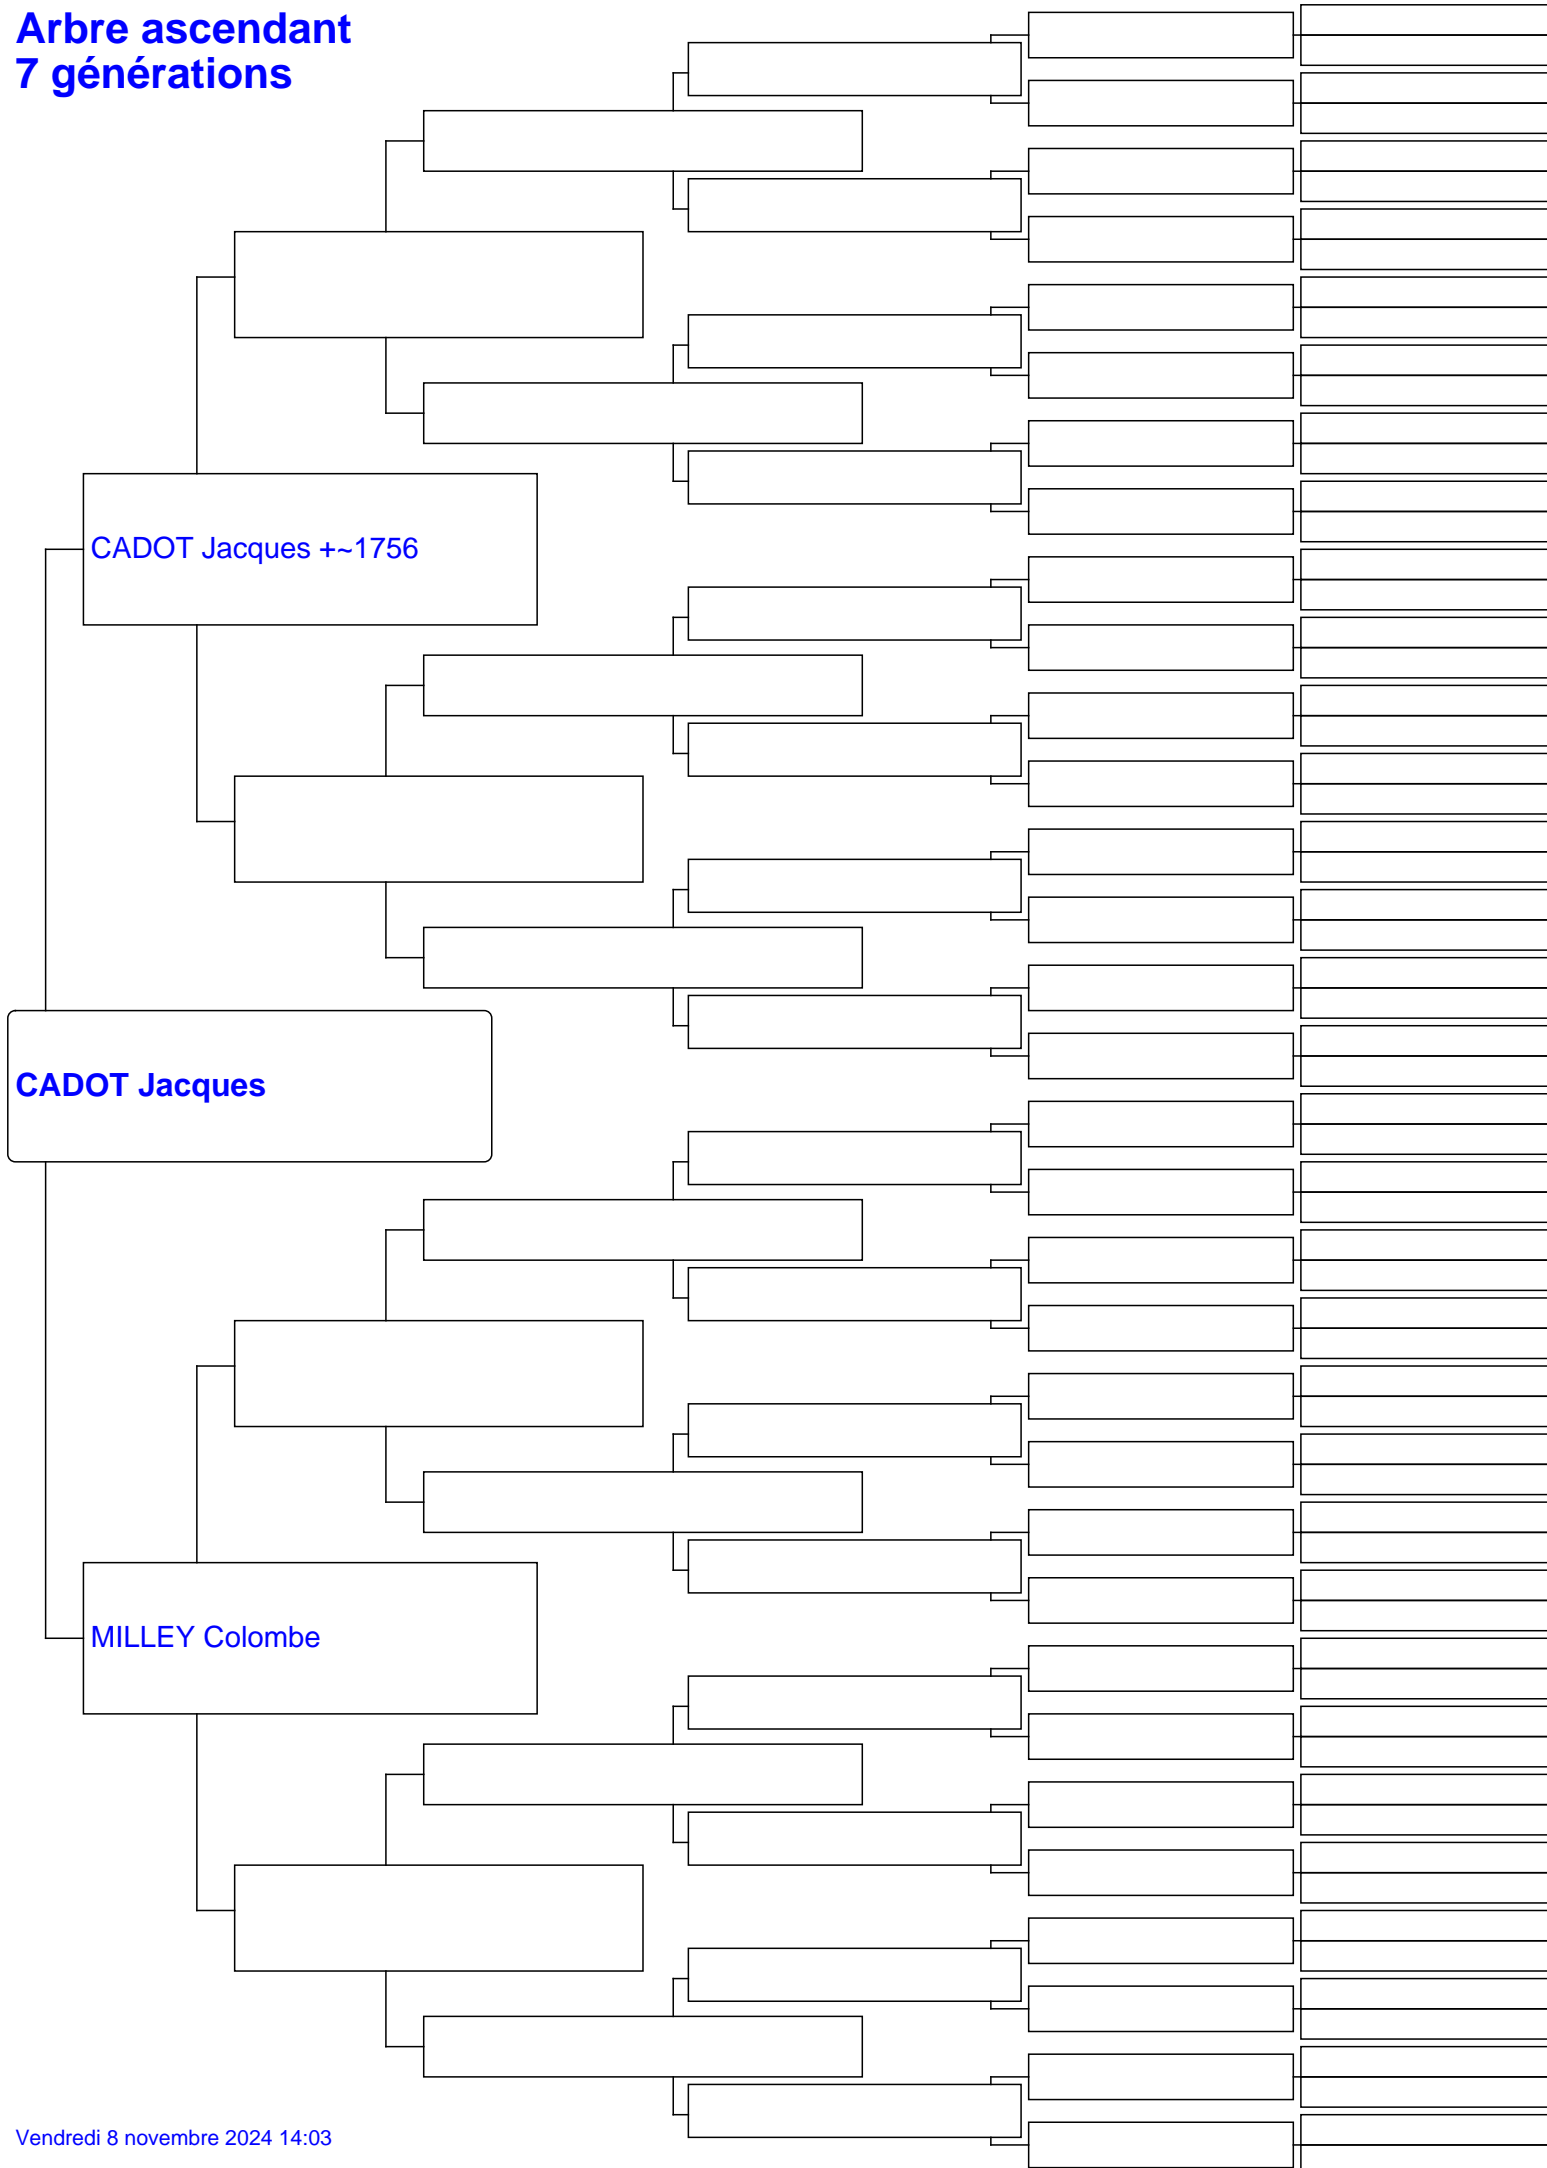 Arbre ascendant
7 générations
CADOT Jacques +~1756
CADOT Jacques
MILLEY Colombe
Vendredi 8 novembre 2024 14:03